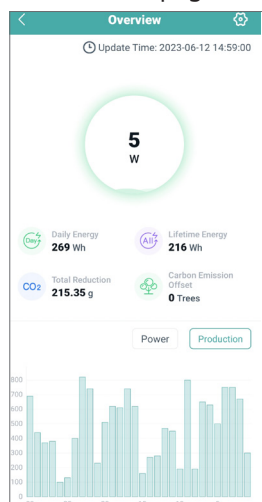 Overview
Update Time: 2023-06-12 14:59:00
5
W
Day
Daily Energy
269 Wh
All
Lifetime Energy
216 Wh
CO2
Total Reduction
215.35 g
Carbon Emission
Offset
0 Trees
Power
Production
800
700
600
500
400
300
200
100
0